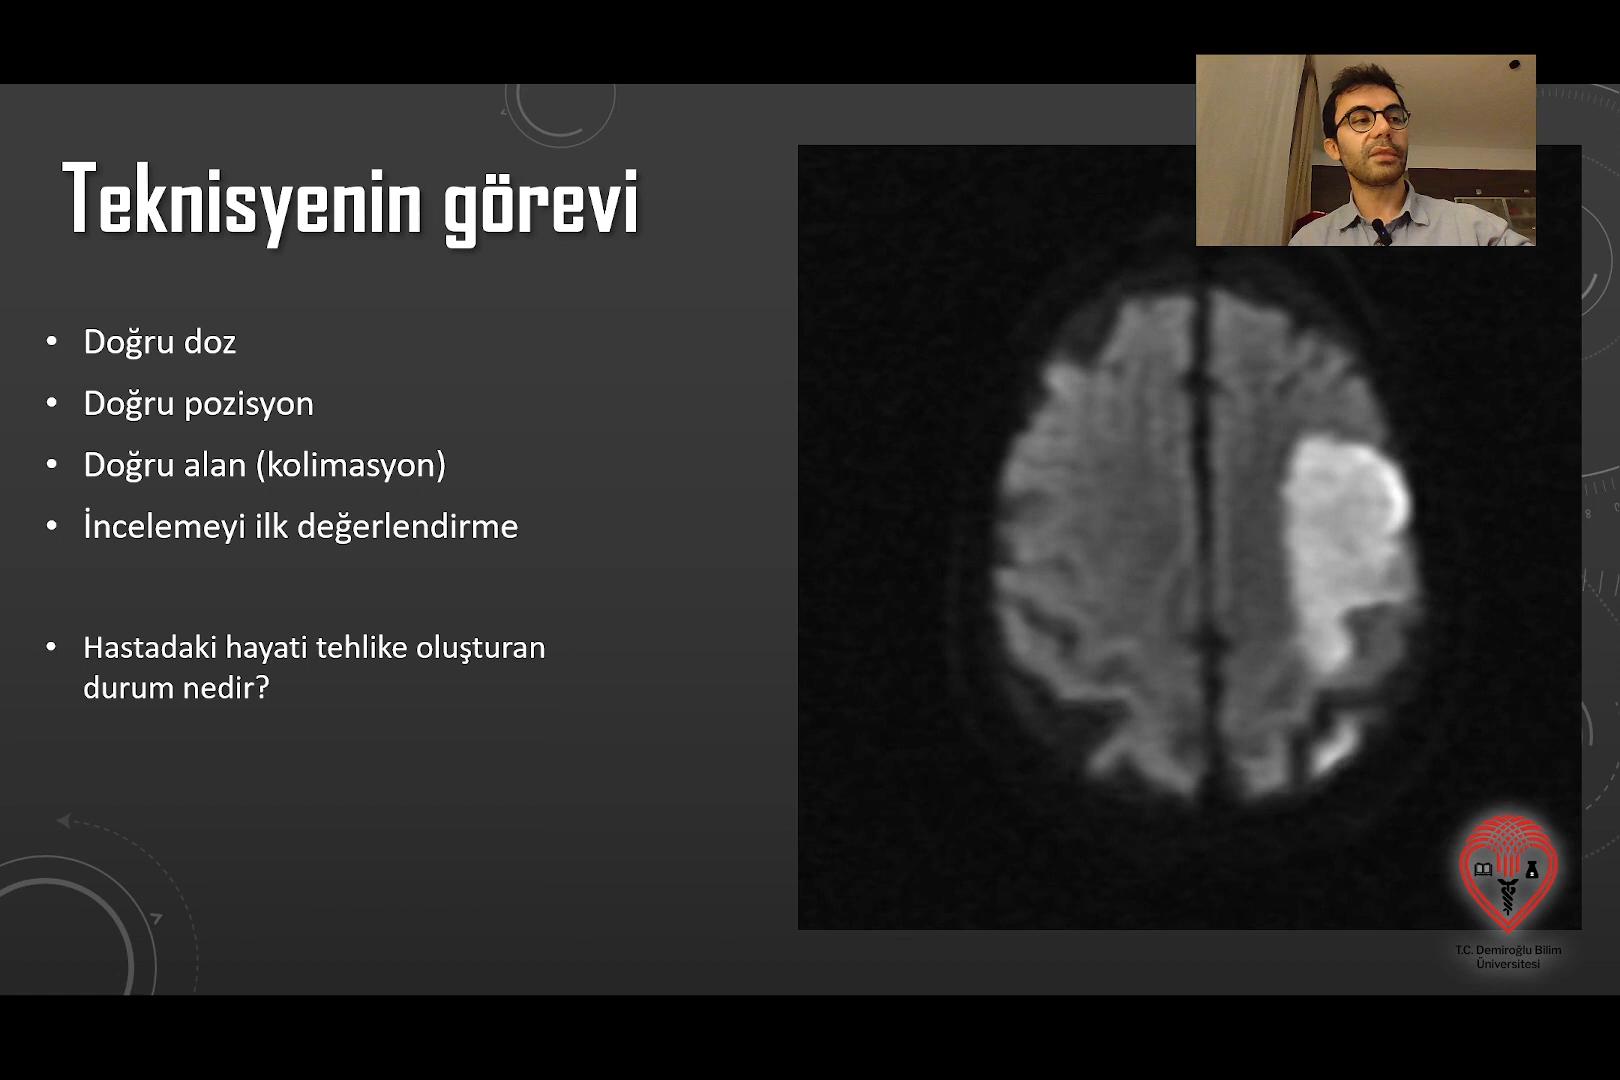 Teknisyenin görevi
• Doğru doz
• Doğru pozisyon
• Doğru alan (kolimasyon)
• İncelemeyi ilk değerlendirme
• Hastadaki hayati tehlike oluşturan
durum nedir?
T.C. Demiroğlu Bilim
Üniversitesi